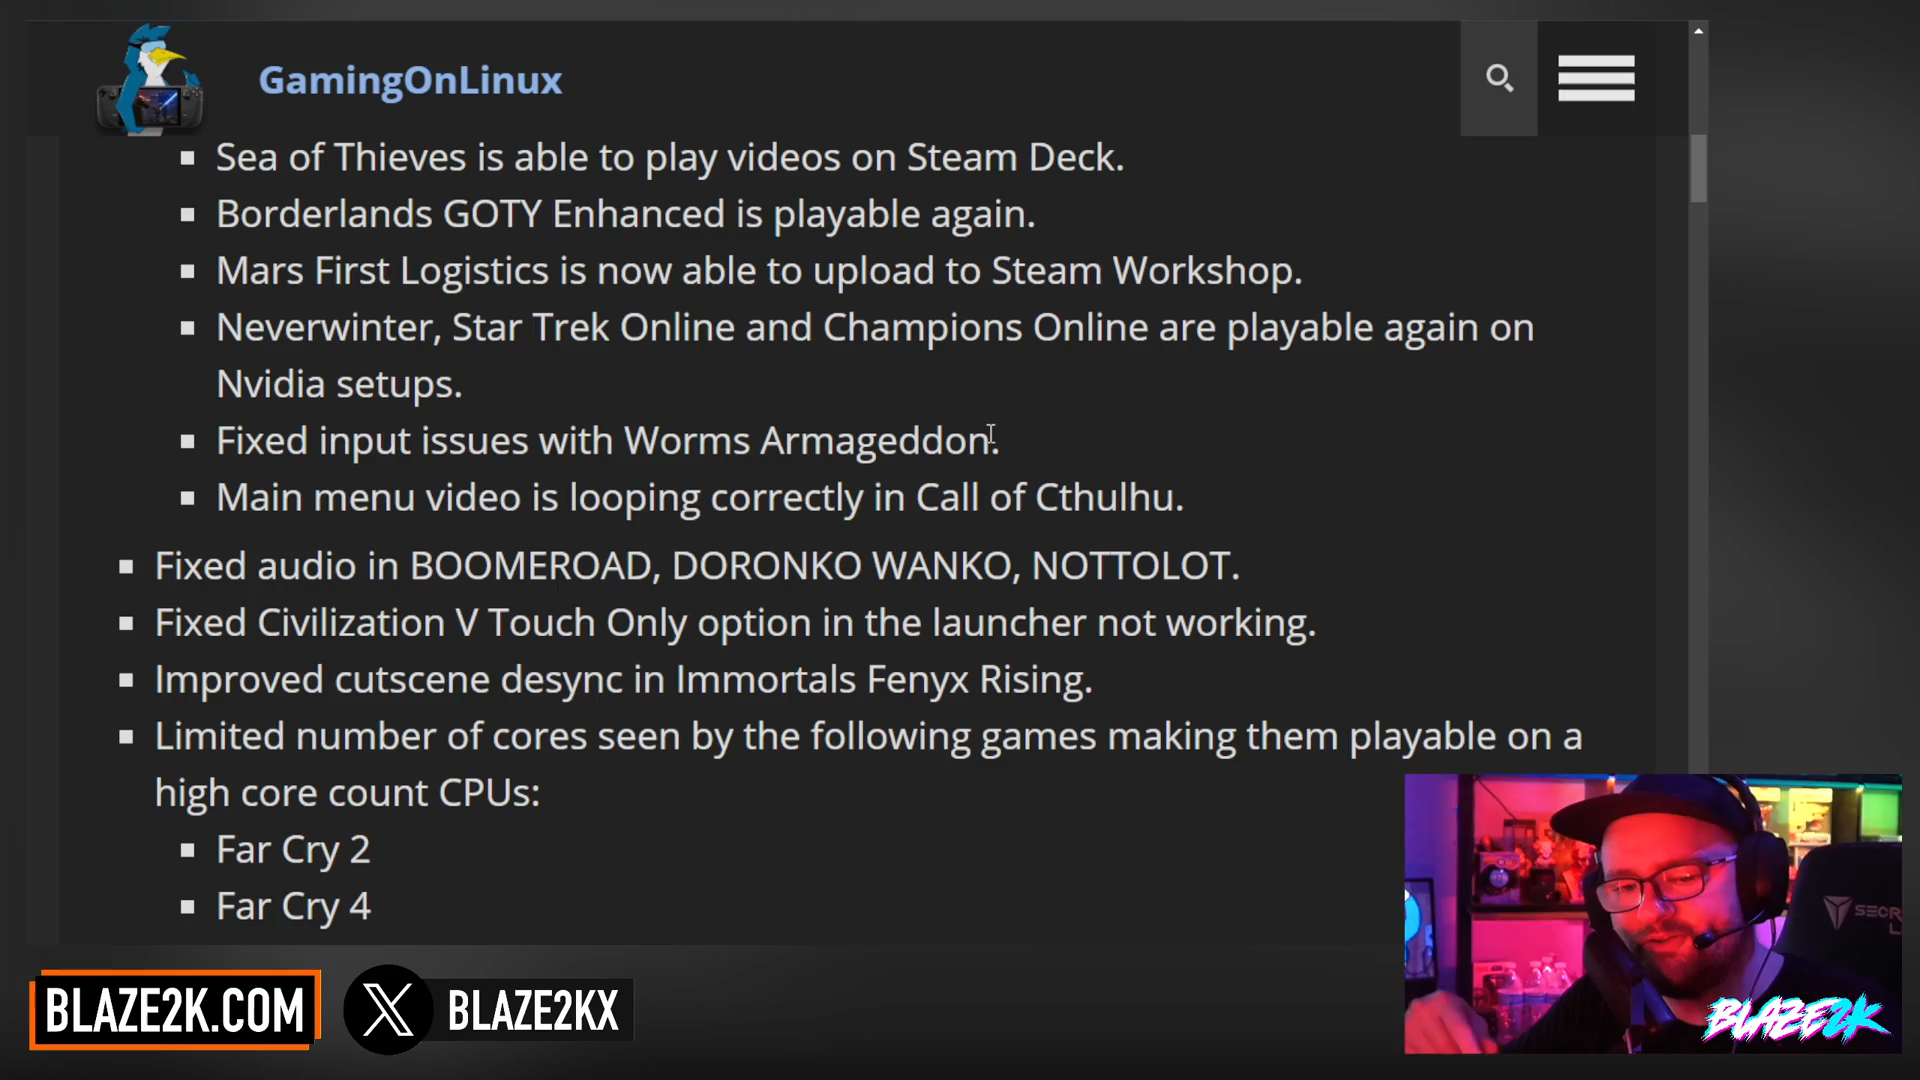 GamingOnLinux
Sea of Thieves is able to play videos on Steam Deck.
Borderlands GOTY Enhanced is playable again.
Mars First Logistics is now able to upload to Steam Workshop.
Neverwinter, Star Trek Online and Champions Online are playable again on
Nvidia setups.
Fixed input issues with Worms Armageddon.
Main menu video is looping correctly in Call of Cthulhu.
Fixed audio in BOOMEROAD, DORONKO WANKO, NOTTOLOT.
Fixed Civilization V Touch Only option in the launcher not working.
Improved cutscene desync in Immortals Fenyx Rising.
Limited number of cores seen by the following games making them playable on a
high core count CPUs:
Far Cry 2
Far Cry 4
BLAZE2K.COM
X BLAZE2KX
BLAZE2K